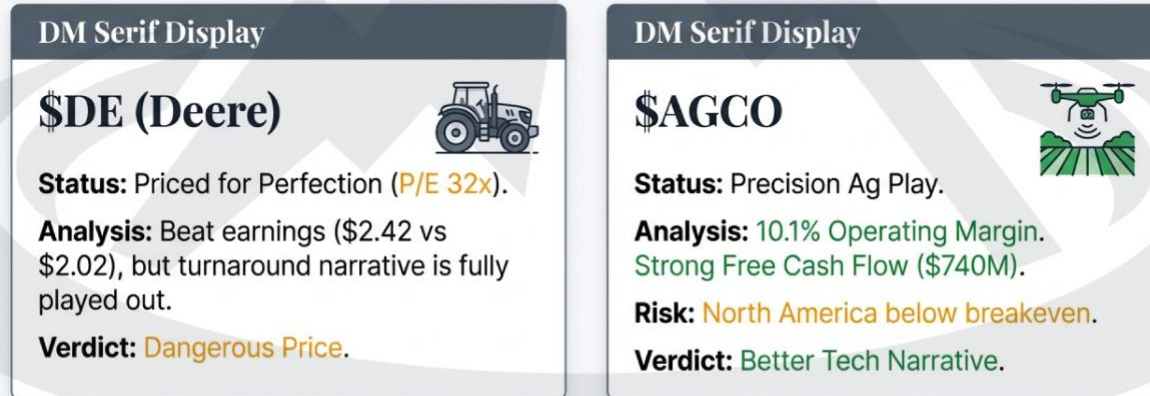 DM Serif Display
$DE (Deere)
Status: Priced for Perfection (P/E 32x).
Analysis: Beat earnings ($2.42 vs
$2.02), but turnaround narrative is fully
played out.
Verdict: Dangerous Price.
DM Serif Display
$AGCO
Status: Precision Ag Play.
Analysis: 10.1% Operating Margin.
Strong Free Cash Flow ($740M).
Risk: North America below breakeven.
Verdict: Better Tech Narrative.